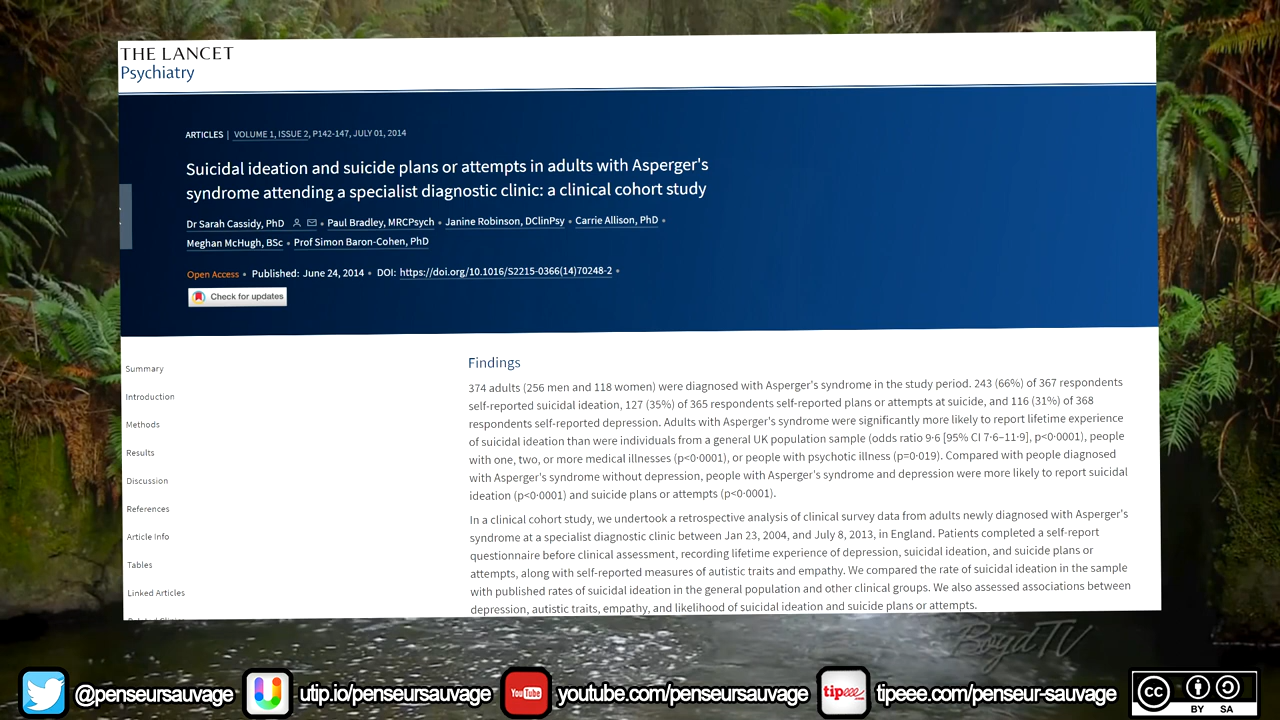 THE LANCET
Psychiatry
ARTICLES | VOLUME 1, ISSUE 2, P142-147, JULY 01, 2014
Suicidal ideation and suicide plans or attempts in adults with Asperger's
syndrome attending a specialist diagnostic clinic: a clinical cohort study
Dr Sarah Cassidy, PhD • Paul Bradley, MRCPsych • Janine Robinson, DClinPsy • Carrie Allison, PhD •
Meghan McHugh, BSc • Prof Simon Baron-Cohen, PhD
Open Access • Published: June 24, 2014 • DOI: https://doi.org/10.1016/S2215-0366(14)70248-2 •
Check for updates
Summary
Introduction
Methods
Results
Discussion
References
Article Info
Tables
Linked Articles
Findings
374 adults (256 men and 118 women) were diagnosed with Asperger's syndrome in the study period. 243 (66%) of 367 respondents
self-reported suicidal ideation, 127 (35%) of 365 respondents self-reported plans or attempts at suicide, and 116 (31%) of 368
respondents self-reported depression. Adults with Asperger's syndrome were significantly more likely to report lifetime experience
of suicidal ideation than were individuals from a general UK population sample (odds ratio 9·6 [95% CI 7·6–11·9], p<0·0001), people
with one, two, or more medical illnesses (p<0·0001), or people with psychotic illness (p=0·019). Compared with people diagnosed
with Asperger's syndrome without depression, people with Asperger's syndrome and depression were more likely to report suicidal
ideation (p<0·0001) and suicide plans or attempts (p<0·0001).
In a clinical cohort study, we undertook a retrospective analysis of clinical survey data from adults newly diagnosed with Asperger's
syndrome at a specialist diagnostic clinic between Jan 23, 2004, and July 8, 2013, in England. Patients completed a self-report
questionnaire before clinical assessment, recording lifetime experience of depression, suicidal ideation, and suicide plans or
attempts, along with self-reported measures of autistic traits and empathy. We compared the rate of suicidal ideation in the sample
with published rates of suicidal ideation in the general population and other clinical groups. We also assessed associations between
depression, autistic traits, empathy, and likelihood of suicidal ideation and suicide plans or attempts.
BoydTV
@penseursauvage
utip.io/penseursauvage
YouTube
youtube.com/penseursauvage
tipeee
tipeee.com/penseur-sauvage
cc
BY SA